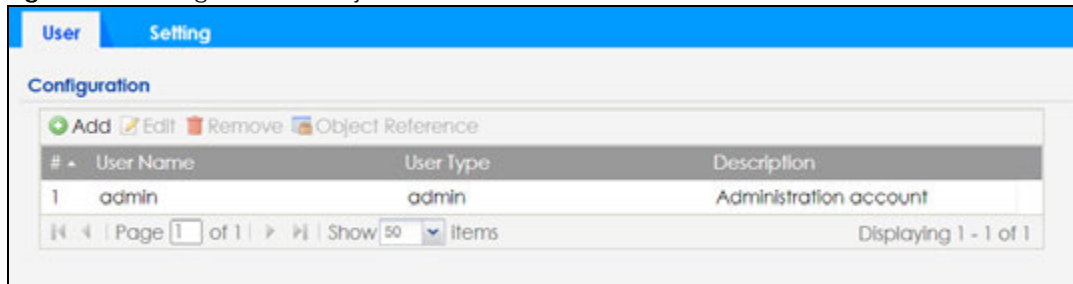 User Setting
Configuration
Add Edit Remove Object Reference
# User Name User Type Description
1 admin admin Administration account
Page 1 of 1 Show 50 Items Displaying 1 - 1 of 1